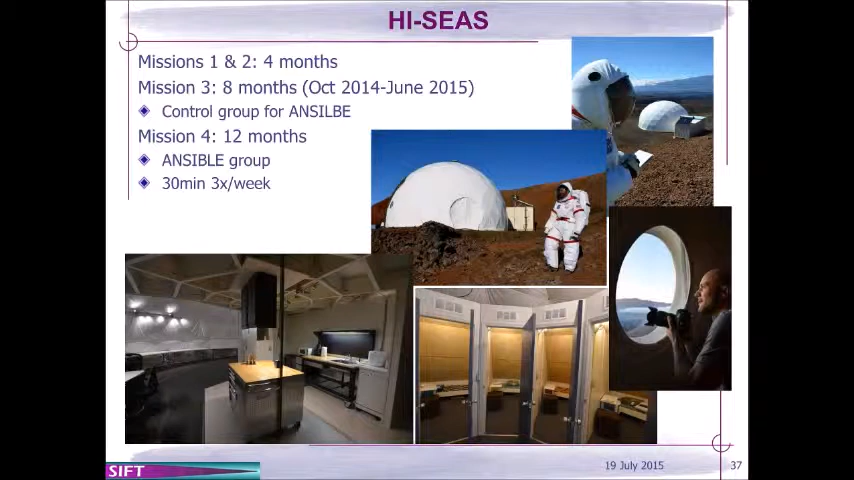 HI-SEAS
Missions 1 & 2: 4 months
Mission 3: 8 months (Oct 2014-June 2015)
Control group for ANSILBE
Mission 4: 12 months
ANSIBLE group
30min 3x/week
SIFT
19 July 2015
37